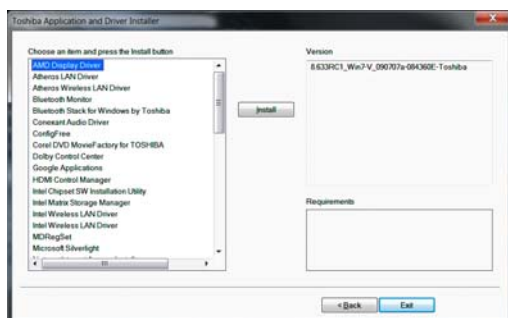 Toshiba Application and Driver Installer
Choose an item and press the Install button
AMD Display Driver
Atheros LAN Driver
Atheros Wireless LAN Driver
Bluetooth Monitor
Bluetooth Stack for Windows by Toshiba
Conexant Audio Driver
ConfigFree
Corel DVD MovieFactory for TOSHIBA
Dolby Control Center
Google Applications
HDMI Control Manager
Intel Chipset SW Installation Utility
Intel Matrix Storage Manager
Intel Wireless LAN Driver
Intel Wireless LAN Driver
MDRegSet
Microsoft Silverlight
Install
Version
8.633RC1_Win7-V_090707a-084360E-Toshiba
Requirements
< Back
Exit